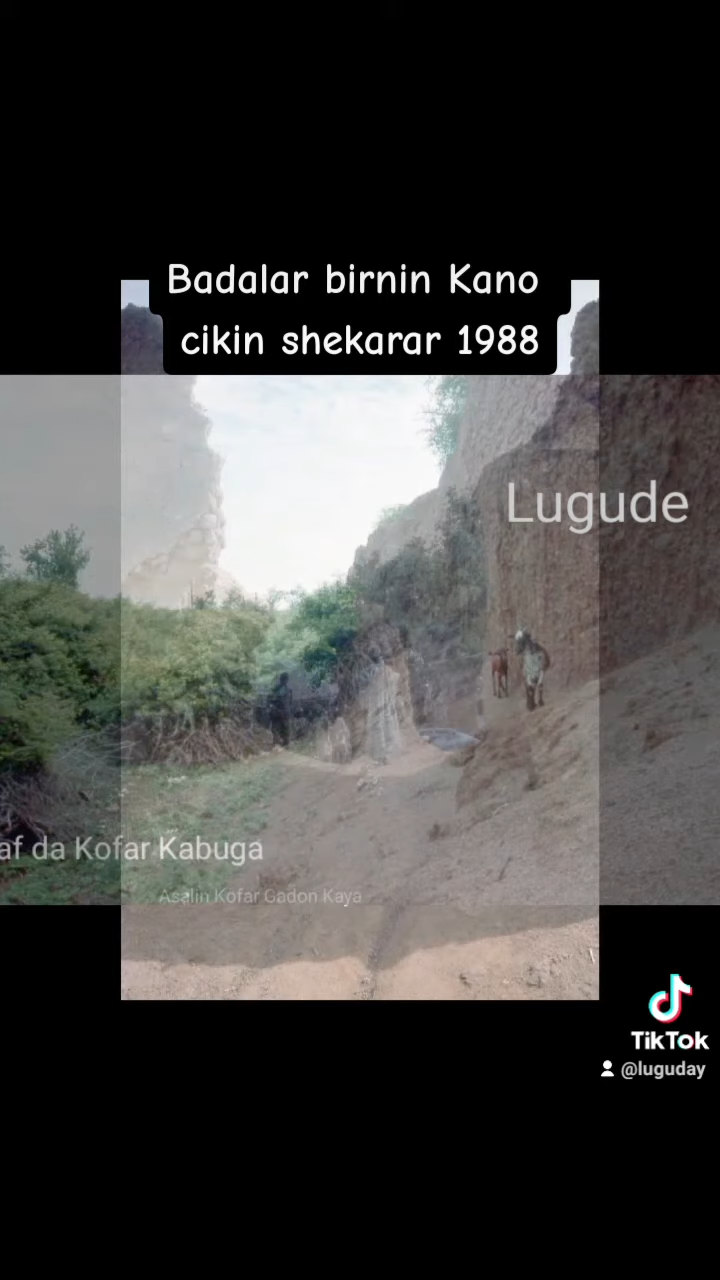 Badalar birnin Kano
cikin shekarar 1988
Lugude
af da Kofar Kabuga
Asalin Kofar Gadon Kaya
TikTok
@luguday